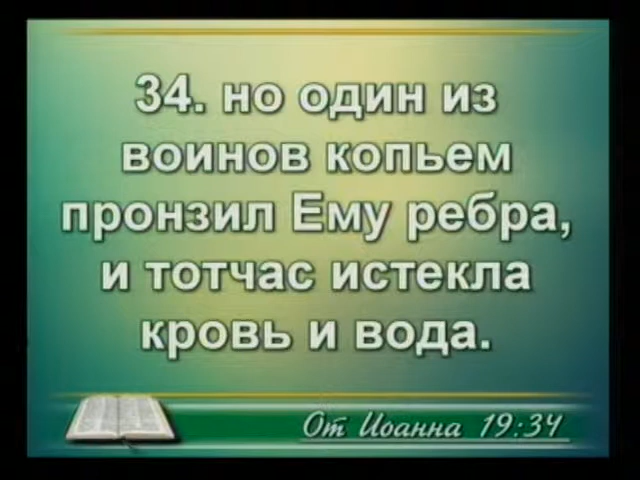 34. но один из
воинов копьем
пронзил Ему ребра,
и тотчас истекла
кровь и вода.
От Иоанна 19:34